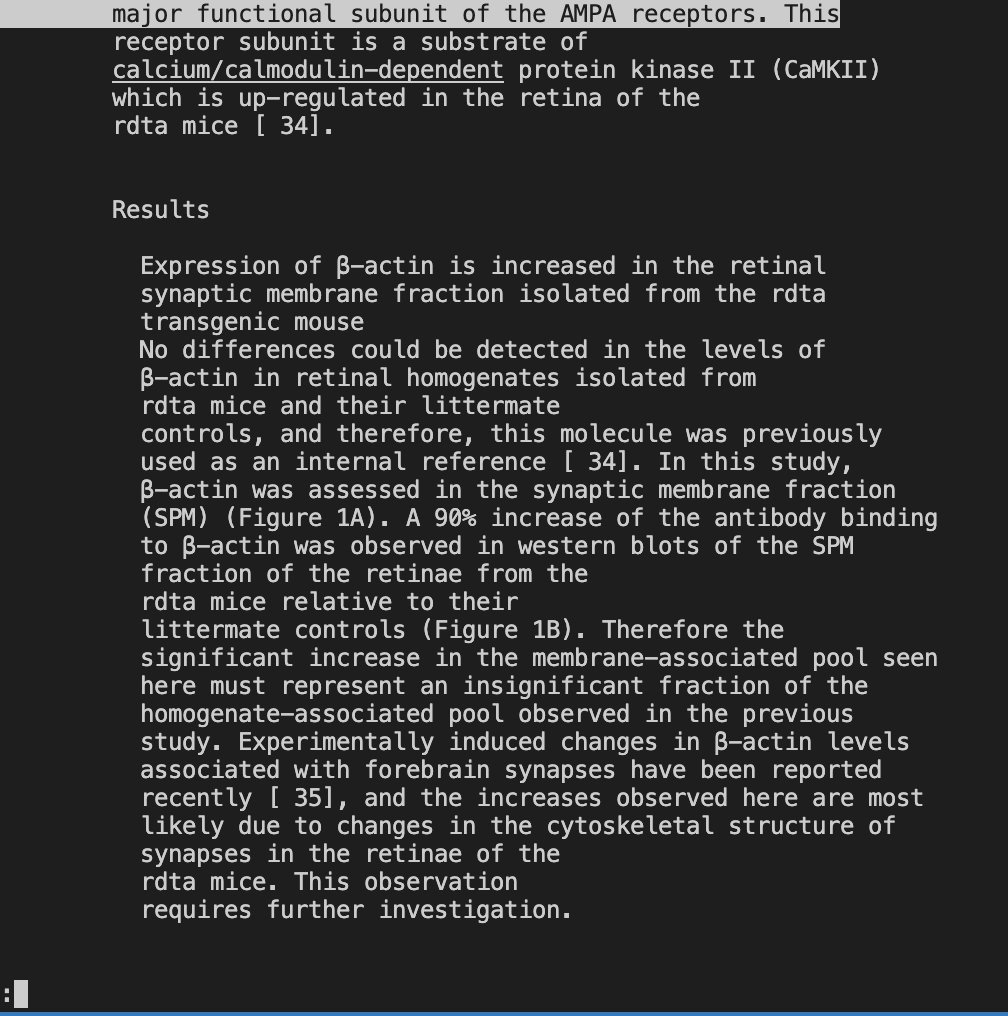 major functional subunit of the AMPA receptors. This
receptor subunit is a substrate of
calcium/calmodulin-dependent protein kinase II (CaMKII)
which is up-regulated in the retina of the
rdta mice [ 34].
Results
Expression of β-actin is increased in the retinal
synaptic membrane fraction isolated from the rdta
transgenic mouse
No differences could be detected in the levels of
β-actin in retinal homogenates isolated from
rdta mice and their littermate
controls, and therefore, this molecule was previously
used as an internal reference [ 34]. In this study,
β-actin was assessed in the synaptic membrane fraction
(SPM) (Figure 1A). A 90% increase of the antibody binding
to β-actin was observed in western blots of the SPM
fraction of the retinae from the
rdta mice relative to their
littermate controls (Figure 1B). Therefore the
significant increase in the membrane-associated pool seen
here must represent an insignificant fraction of the
homogenate-associated pool observed in the previous
study. Experimentally induced changes in β-actin levels
associated with forebrain synapses have been reported
recently [ 35], and the increases observed here are most
likely due to changes in the cytoskeletal structure of
synapses in the retinae of the
rdta mice. This observation
requires further investigation.
: